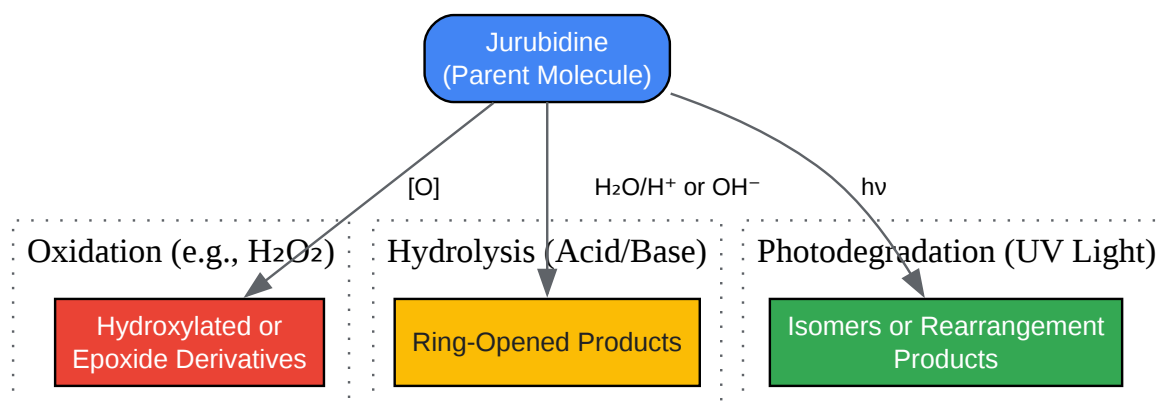 Jurubidine
(Parent Molecule)
[O]
H₂O/H⁺ or OH⁻
hν
Oxidation (e.g., H₂O₂)
Hydrolysis (Acid/Base)
Photodegradation (UV Light)
Hydroxylated or
Epoxide Derivatives
Ring-Opened Products
Isomers or Rearrangement
Products